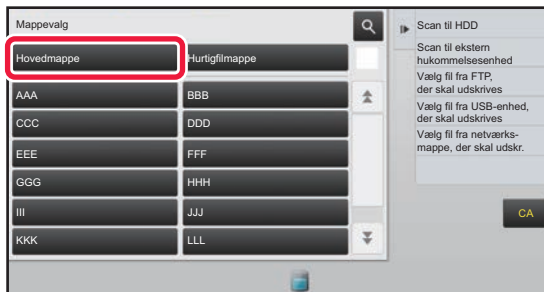 Mappevalg
Hovedmappe
Hurtigfilmappe
AAA
BBB
CCC
DDD
EEE
FFF
GGG
HHH
III
JJJ
KKK
LLL
Scan til HDD
Scan til ekstern
hukommelsesenhed
Vælg fil fra FTP,
der skal udskrives
Vælg fil fra USB-enhed,
der skal udskrives
Vælg fil fra netværks-
mappe, der skal udskr.
CA